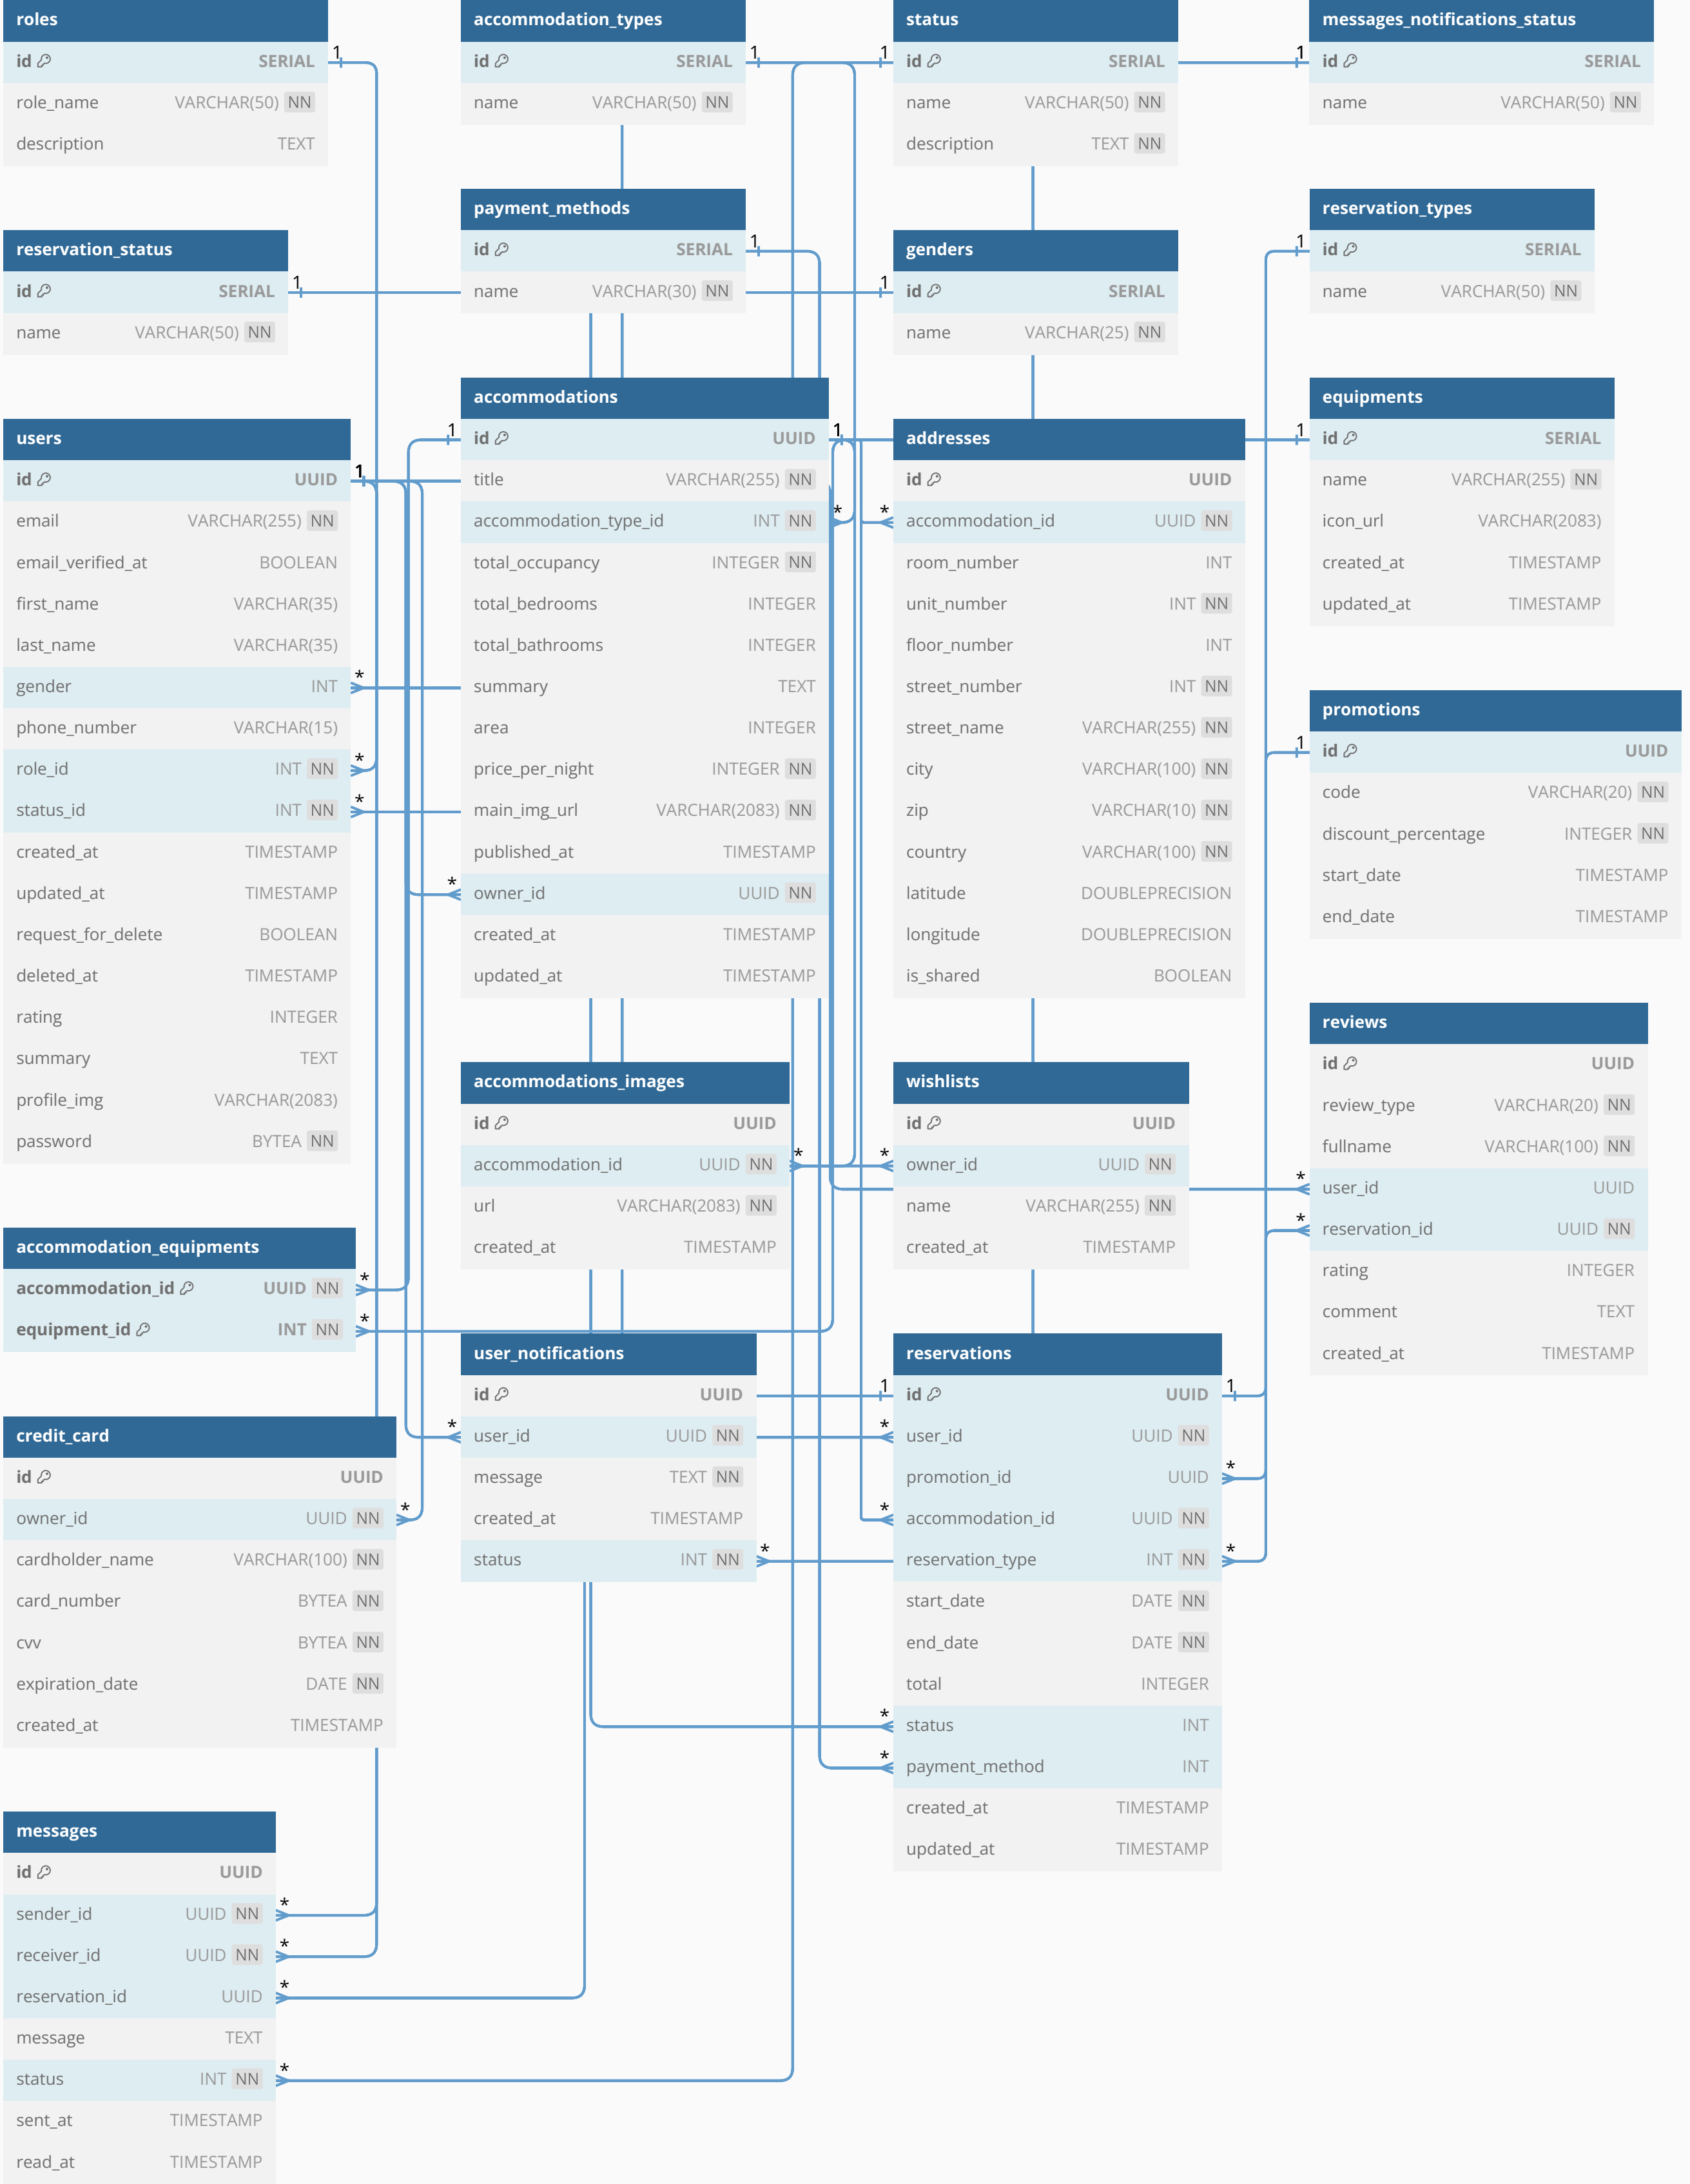 roles
id SERIAL
role_name VARCHAR(50) NN
description TEXT
accommodation_types
id SERIAL
name VARCHAR(50) NN
status
id SERIAL
name VARCHAR(50) NN
description TEXT NN
messages_notifications_status
id SERIAL
name VARCHAR(50) NN
reservation_status
id SERIAL
name VARCHAR(50) NN
payment_methods
id SERIAL
name VARCHAR(30) NN
genders
id SERIAL
name VARCHAR(25) NN
reservation_types
id SERIAL
name VARCHAR(50) NN
users
id UUID
email VARCHAR(255) NN
email_verified_at BOOLEAN
first_name VARCHAR(35)
last_name VARCHAR(35)
gender INT
phone_number VARCHAR(15)
role_id INT NN
status_id INT NN
created_at TIMESTAMP
updated_at TIMESTAMP
request_for_delete BOOLEAN
deleted_at TIMESTAMP
rating INTEGER
summary TEXT
profile_img VARCHAR(2083)
password BYTEA NN
accommodations
id UUID
title VARCHAR(255) NN
accommodation_type_id INT NN
total_occupancy INTEGER NN
total_bedrooms INTEGER
total_bathrooms INTEGER
summary TEXT
area INTEGER
price_per_night INTEGER NN
main_img_url VARCHAR(2083) NN
published_at TIMESTAMP
owner_id UUID NN
created_at TIMESTAMP
updated_at TIMESTAMP
addresses
id UUID
accommodation_id UUID NN
room_number INT
unit_number INT NN
floor_number INT
street_number INT NN
street_name VARCHAR(255) NN
city VARCHAR(100) NN
zip VARCHAR(10) NN
country VARCHAR(100) NN
latitude DOUBLEPRECISION
longitude DOUBLEPRECISION
is_shared BOOLEAN
equipments
id SERIAL
name VARCHAR(255) NN
icon_url VARCHAR(2083)
created_at TIMESTAMP
updated_at TIMESTAMP
promotions
id UUID
code VARCHAR(20) NN
discount_percentage INTEGER NN
start_date TIMESTAMP
end_date TIMESTAMP
reviews
id UUID
review_type VARCHAR(20) NN
fullname VARCHAR(100) NN
user_id UUID
reservation_id UUID NN
rating INTEGER
comment TEXT
created_at TIMESTAMP
accommodations_images
id UUID
accommodation_id UUID NN
url VARCHAR(2083) NN
created_at TIMESTAMP
wishlists
id UUID
owner_id UUID NN
name VARCHAR(255) NN
created_at TIMESTAMP
accommodation_equipments
accommodation_id UUID NN
equipment_id INT NN
user_notifications
id UUID
user_id UUID NN
message TEXT NN
created_at TIMESTAMP
status INT NN
reservations
id UUID
user_id UUID NN
promotion_id UUID
accommodation_id UUID NN
reservation_type INT NN
start_date DATE NN
end_date DATE NN
total INTEGER
status INT
payment_method INT
created_at TIMESTAMP
updated_at TIMESTAMP
credit_card
id UUID
owner_id UUID NN
cardholder_name VARCHAR(100) NN
card_number BYTEA NN
cvv BYTEA NN
expiration_date DATE NN
created_at TIMESTAMP
messages
id UUID
sender_id UUID NN
receiver_id UUID NN
reservation_id UUID
message TEXT
status INT NN
sent_at TIMESTAMP
read_at TIMESTAMP